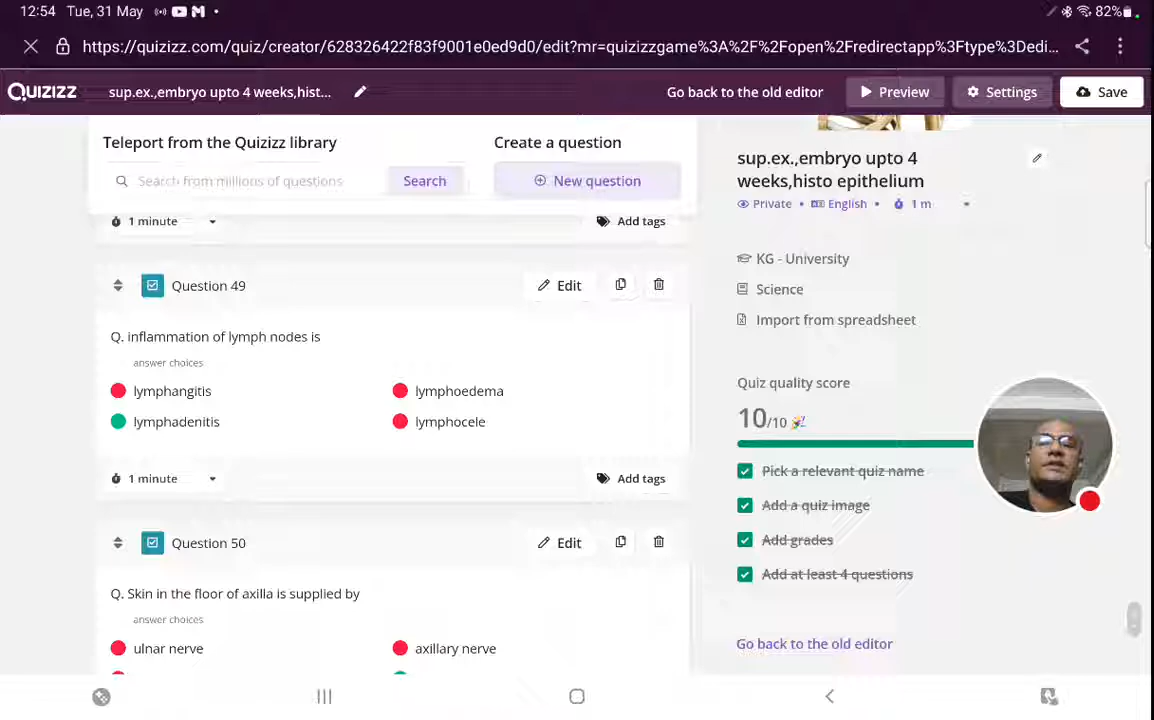 12:54 Tue, 31 May
82%
https://quizizz.com/quiz/creator/628326422f83f9001e0ed9d0/edit?mr=quizizzgame%3A%2F%2Fopen%2Fredirectapp%3Ftype%3Dedi...
QUIZIZZ
sup.ex.,embryo upto 4 weeks,hist...
Go back to the old editor
Preview
Settings
Save
Teleport from the Quizizz library
Create a question
Search from millions of questions
Search
New question
1 minute
Add tags
Question 49
Edit
Q. inflammation of lymph nodes is
answer choices
lymphangitis
lymphoedema
lymphadenitis
lymphocele
1 minute
Add tags
Question 50
Edit
Q. Skin in the floor of axilla is supplied by
answer choices
ulnar nerve
axillary nerve
sup.ex.,embryo upto 4
weeks,histo epithelium
Private • English • 1 m
KG - University
Science
Import from spreadsheet
Quiz quality score
10/10
Pick a relevant quiz name
Add a quiz image
Add grades
Add at least 4 questions
Go back to the old editor